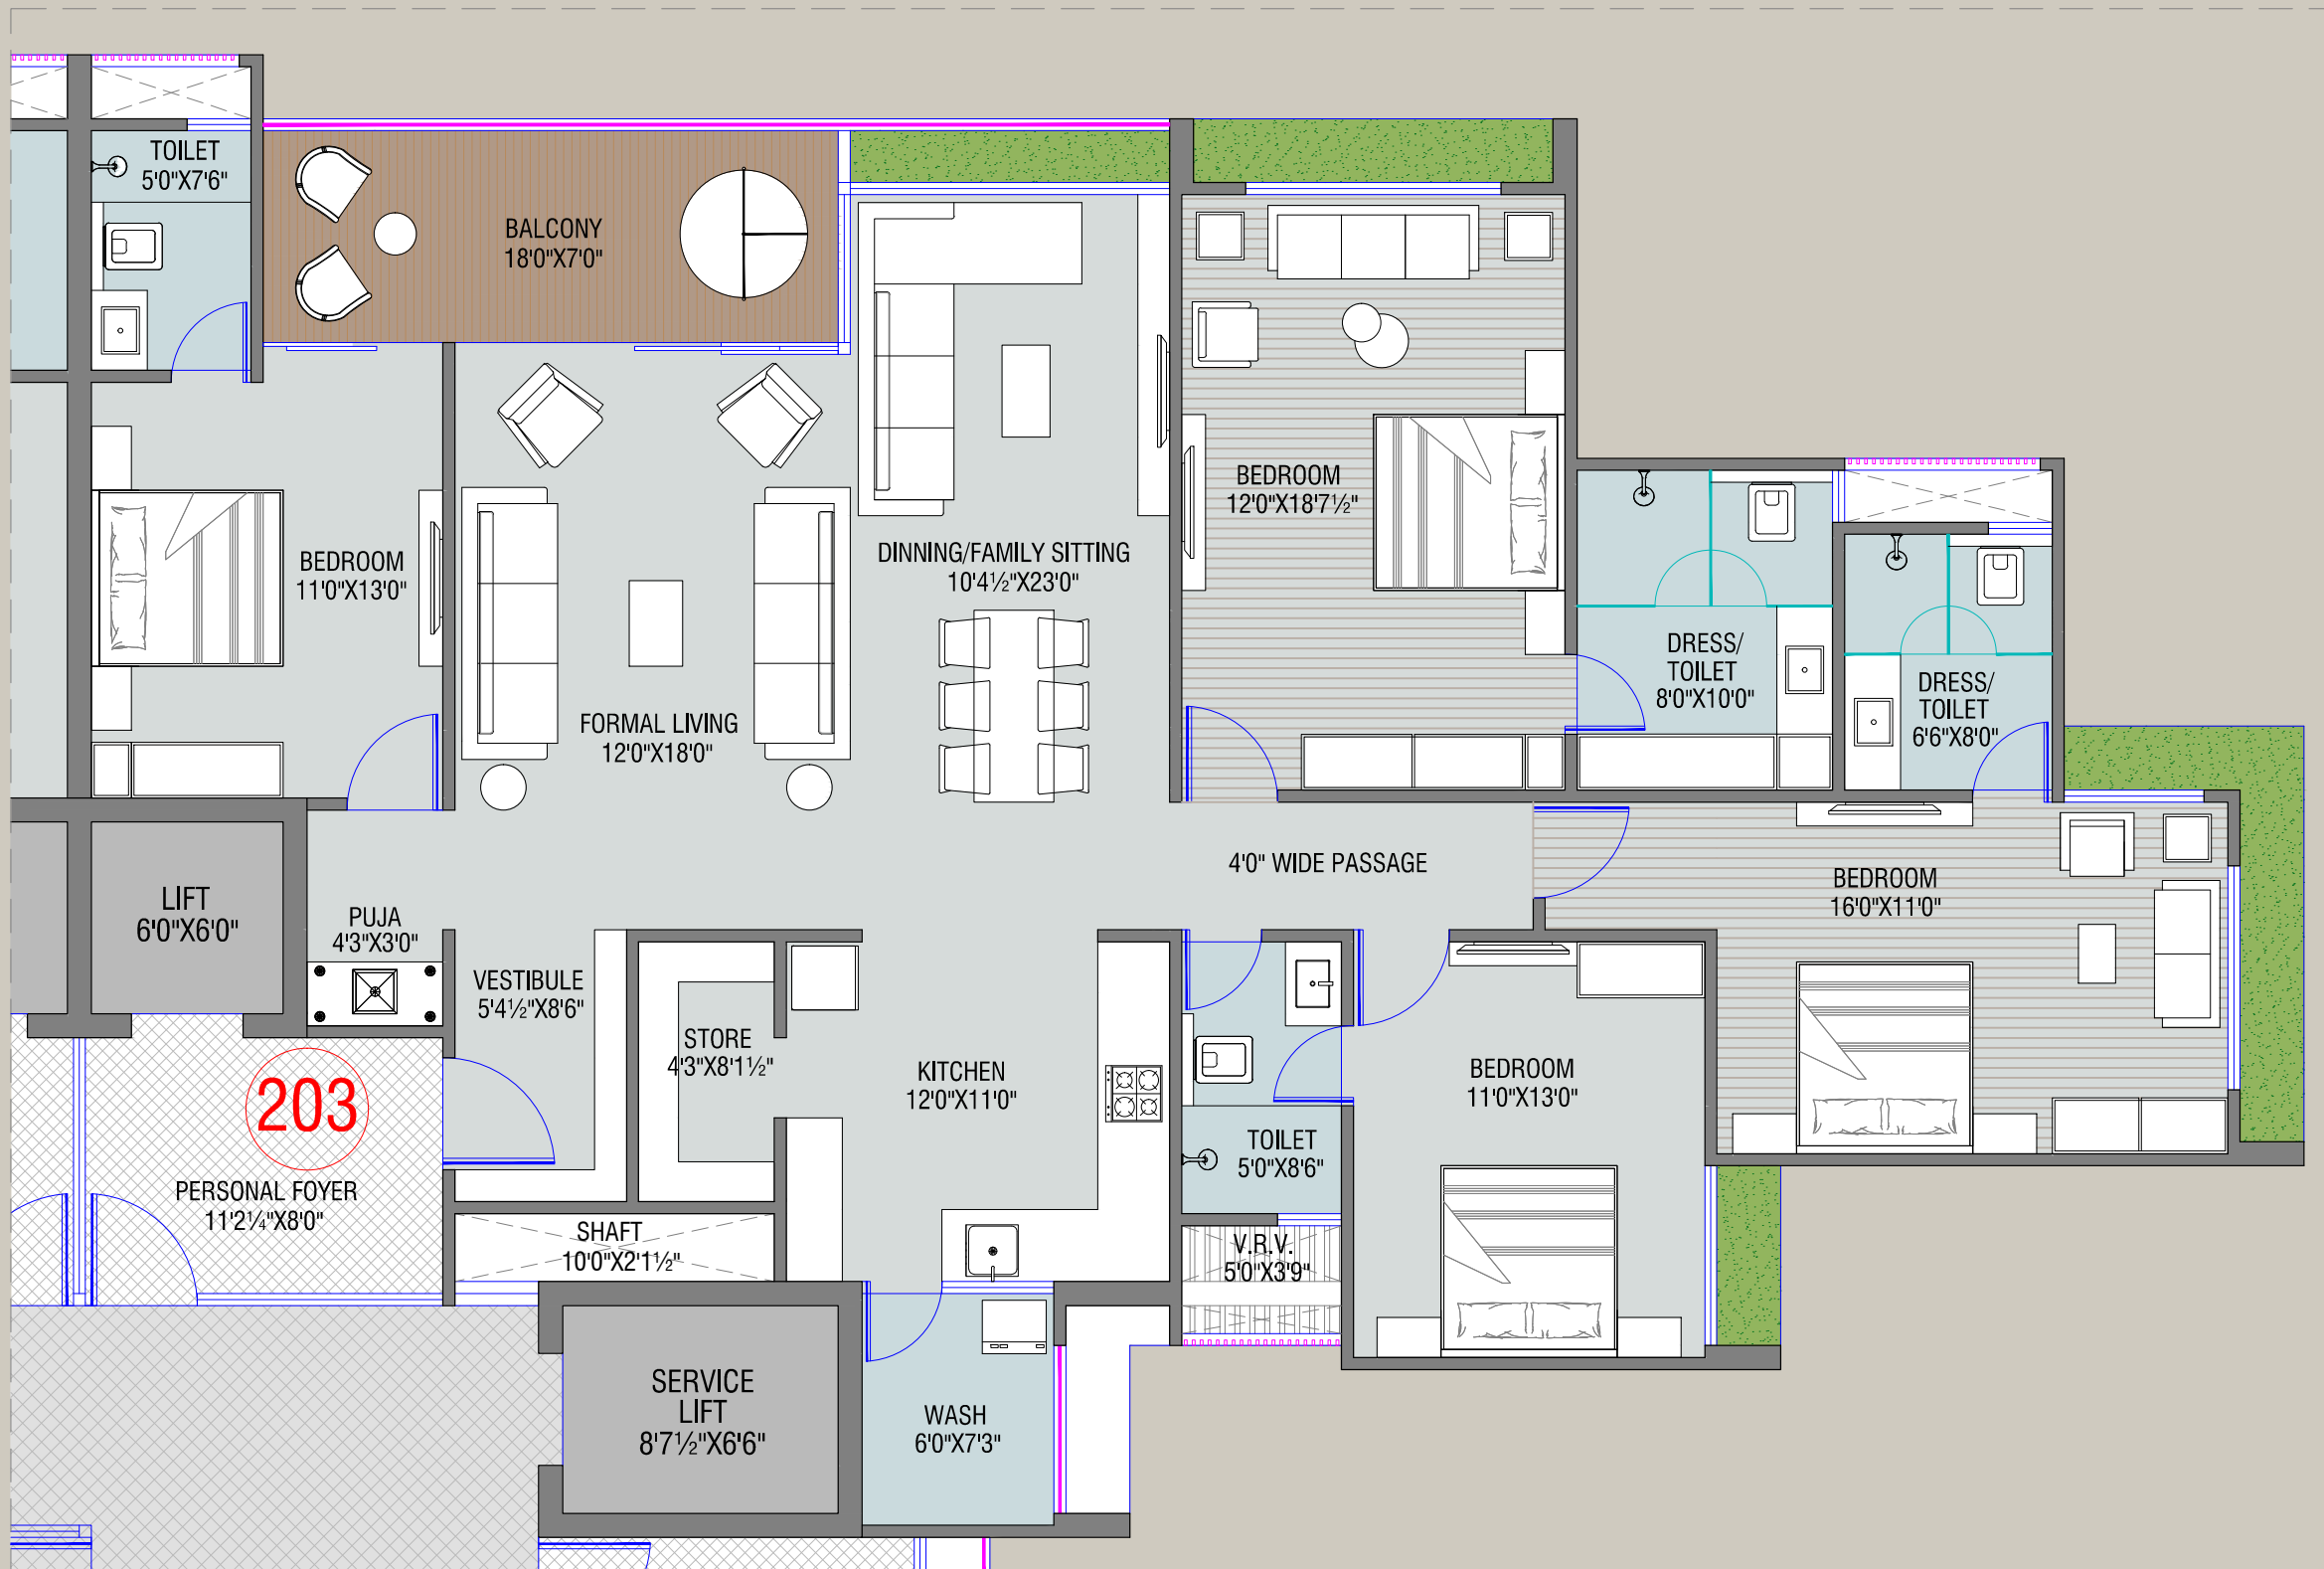 TOILET
5'0"X7'6"
BALCONY
18'0"X7'0"
BEDROOM
11'0"X13'0"
FORMAL LIVING
12'0"X18'0"
DINNING/FAMILY SITTING
10'4½"X23'0"
BEDROOM
12'0"X18'7½"
DRESS/
TOILET
8'0"X10'0"
DRESS/
TOILET
6'6"X8'0"
LIFT
6'0"X6'0"
PUJA
4'3"X3'0"
VESTIBULE
5'4½"X8'6"
4'0" WIDE PASSAGE
BEDROOM
16'0"X11'0"
STORE
4'3"X8'1½"
KITCHEN
12'0"X11'0"
BEDROOM
11'0"X13'0"
203
PERSONAL FOYER
11'2¼"X8'0"
TOILET
5'0"X8'6"
SHAFT
10'0"X2'1½"
V.R.V.
5'0"X3'9"
SERVICE
LIFT
8'7½"X6'6"
WASH
6'0"X7'3"